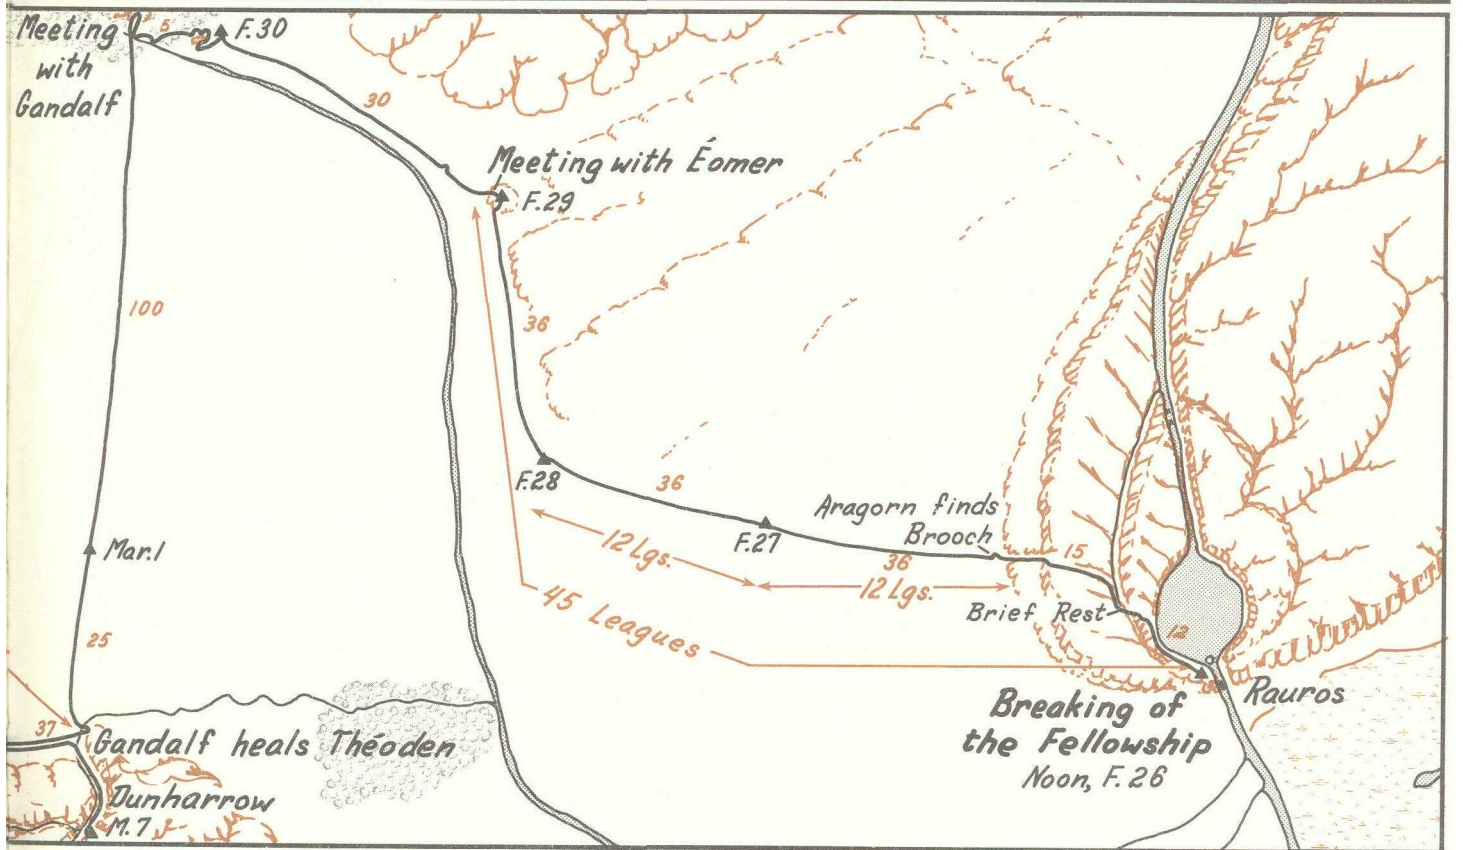 Meeting
with
Gandalf
5
F.30
30
Meeting with Éomer
F.29
100
36
F.28
36
Aragorn finds
Brooch
F.27
36
15
12 Lgs.
12 Lgs.
Mar.1
45 Leagues
Brief Rest
12
25
Rauros
Breaking of
the Fellowship
Noon, F.26
37
Gandalf heals Théoden
Dunharrow
M.7